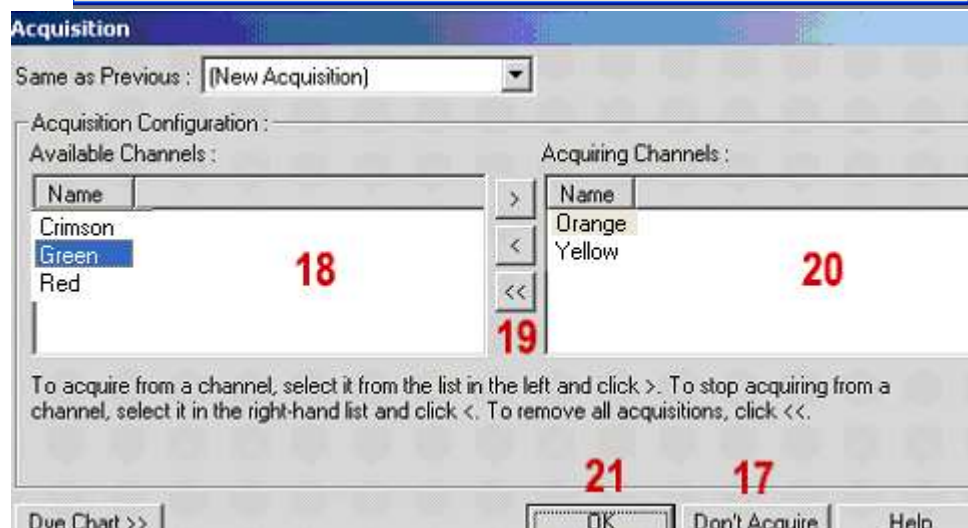 Acquisition
Same as Previous : (New Acquisition)
Acquisition Configuration :
Available Channels : Acquiring Channels :
Name > Name
Crimson Orange
Green < Yellow
Red 18 << 20
19
To acquire from a channel, select it from the list in the left and click >. To stop acquiring from a
channel, select it in the right-hand list and click <. To remove all acquisitions, click <<.
21 17
Dye Chart >> OK Don't Acquire Help